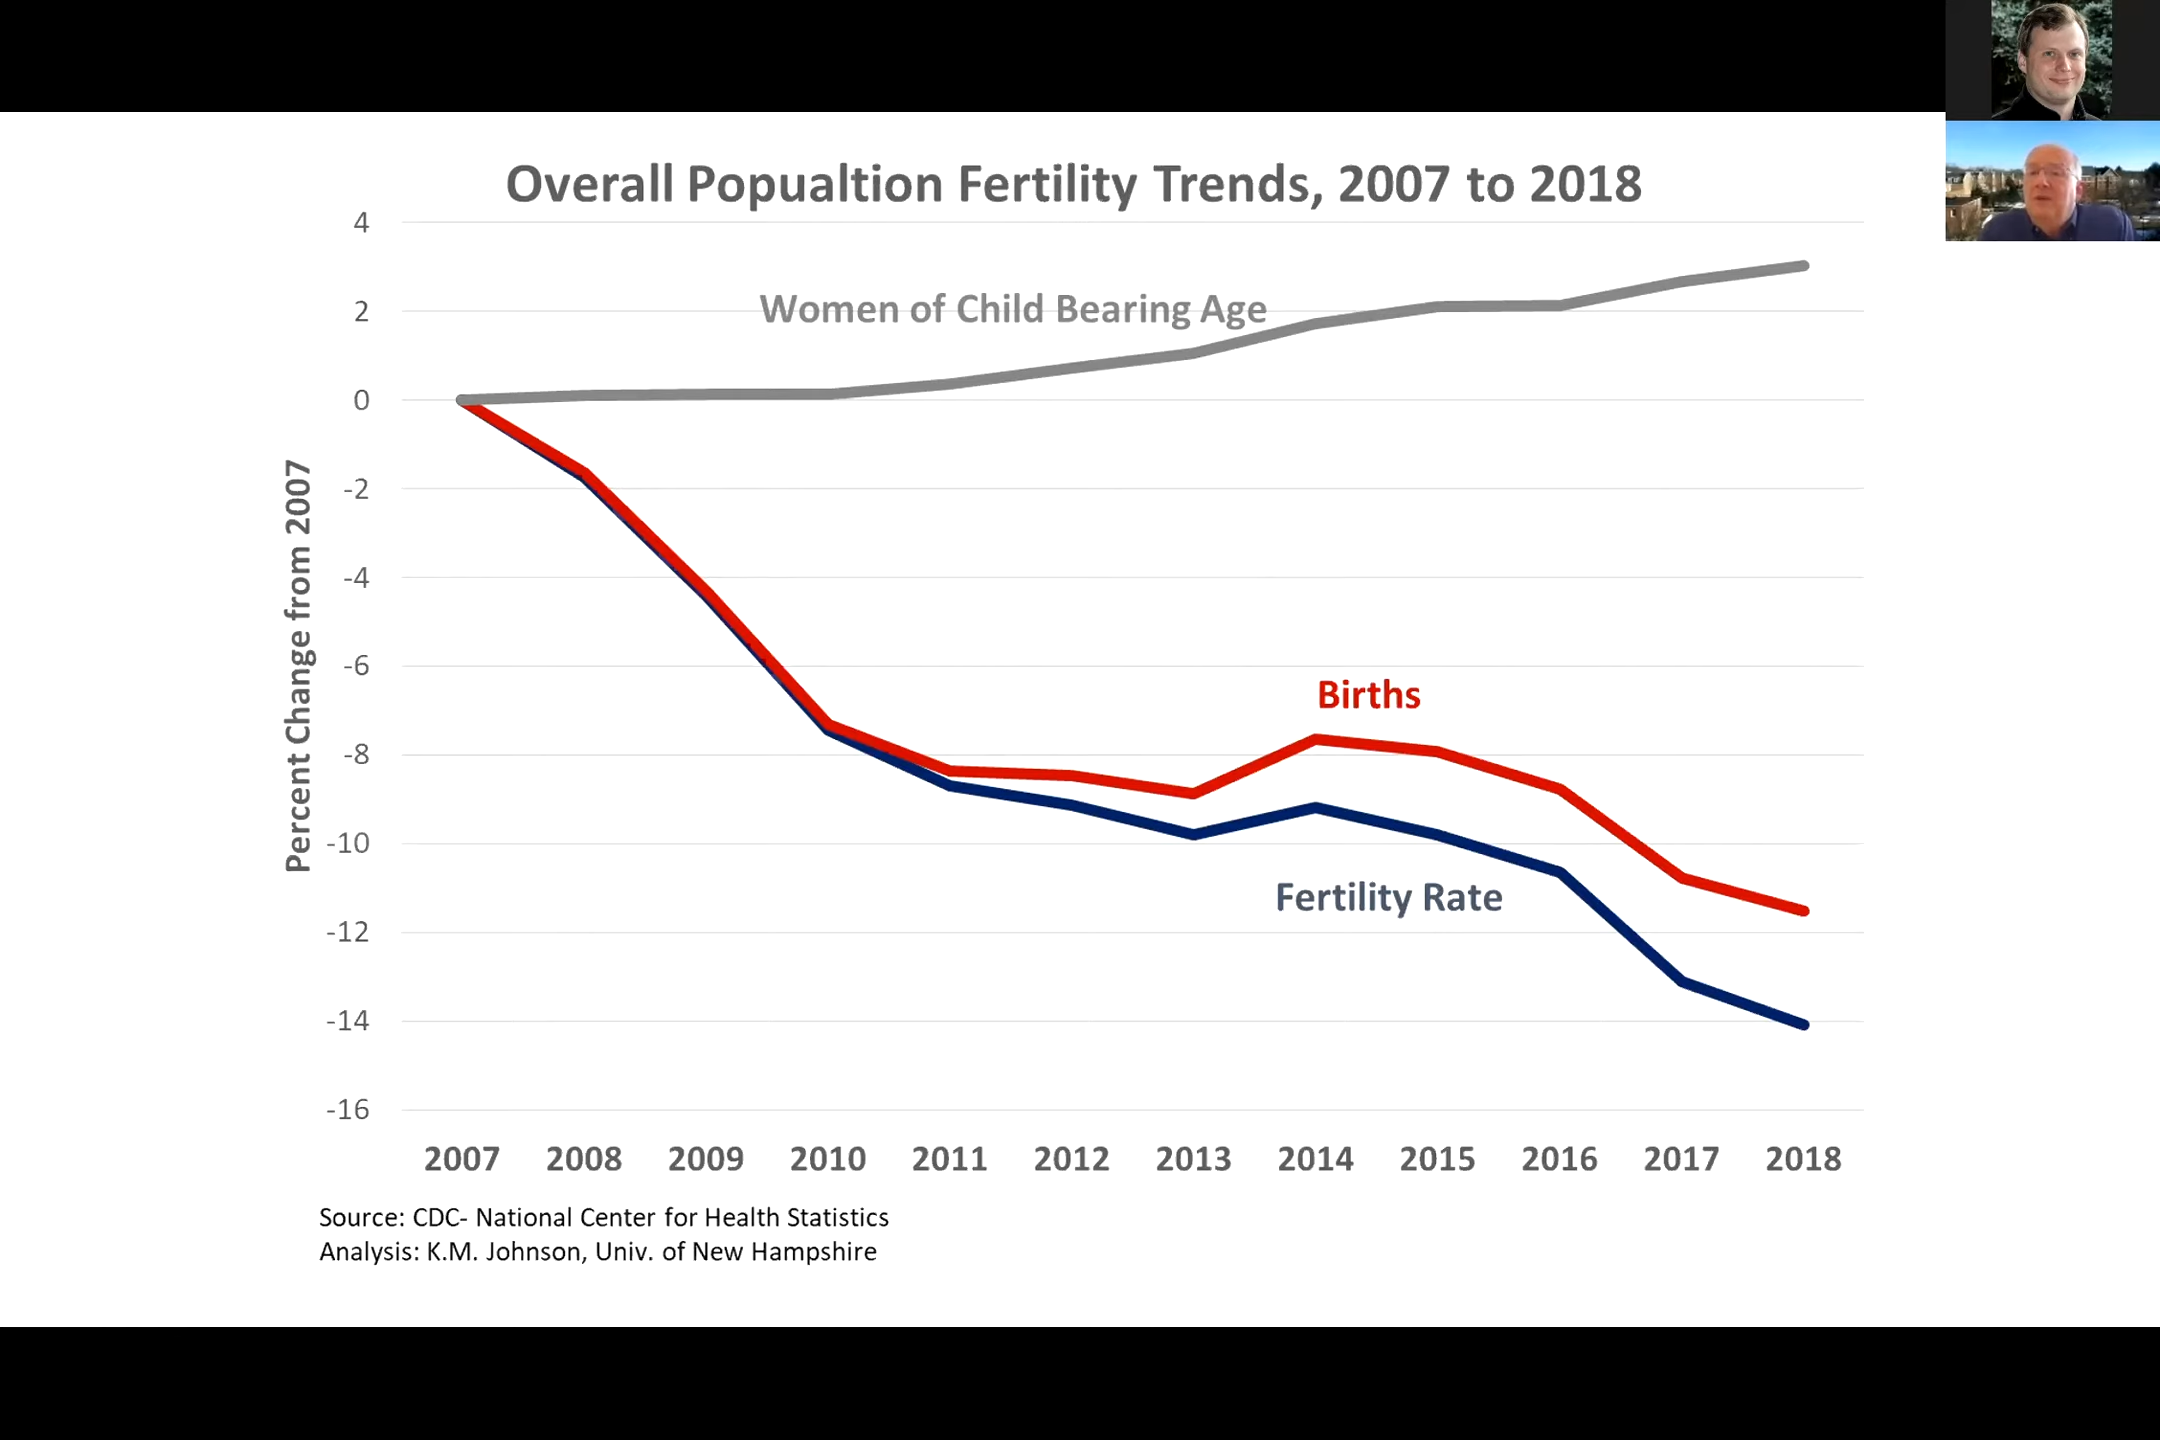 Overall Popualtion Fertility Trends, 2007 to 2018
4
2
0
-2
-4
-6
-8
-10
-12
-14
-16
Percent Change from 2007
Women of Child Bearing Age
Births
Fertility Rate
2007 2008 2009 2010 2011 2012 2013 2014 2015 2016 2017 2018
Source: CDC- National Center for Health Statistics
Analysis: K.M. Johnson, Univ. of New Hampshire